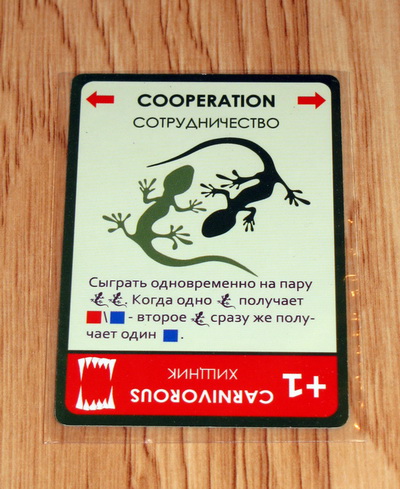 COOPERATION
СОТРУДНИЧЕСТВО
Сыграть одновременно на пару
. Когда одно получает
\ - второе сразу же полу-
чает один .
CARNIVOROUS +1
ХИЩНИК